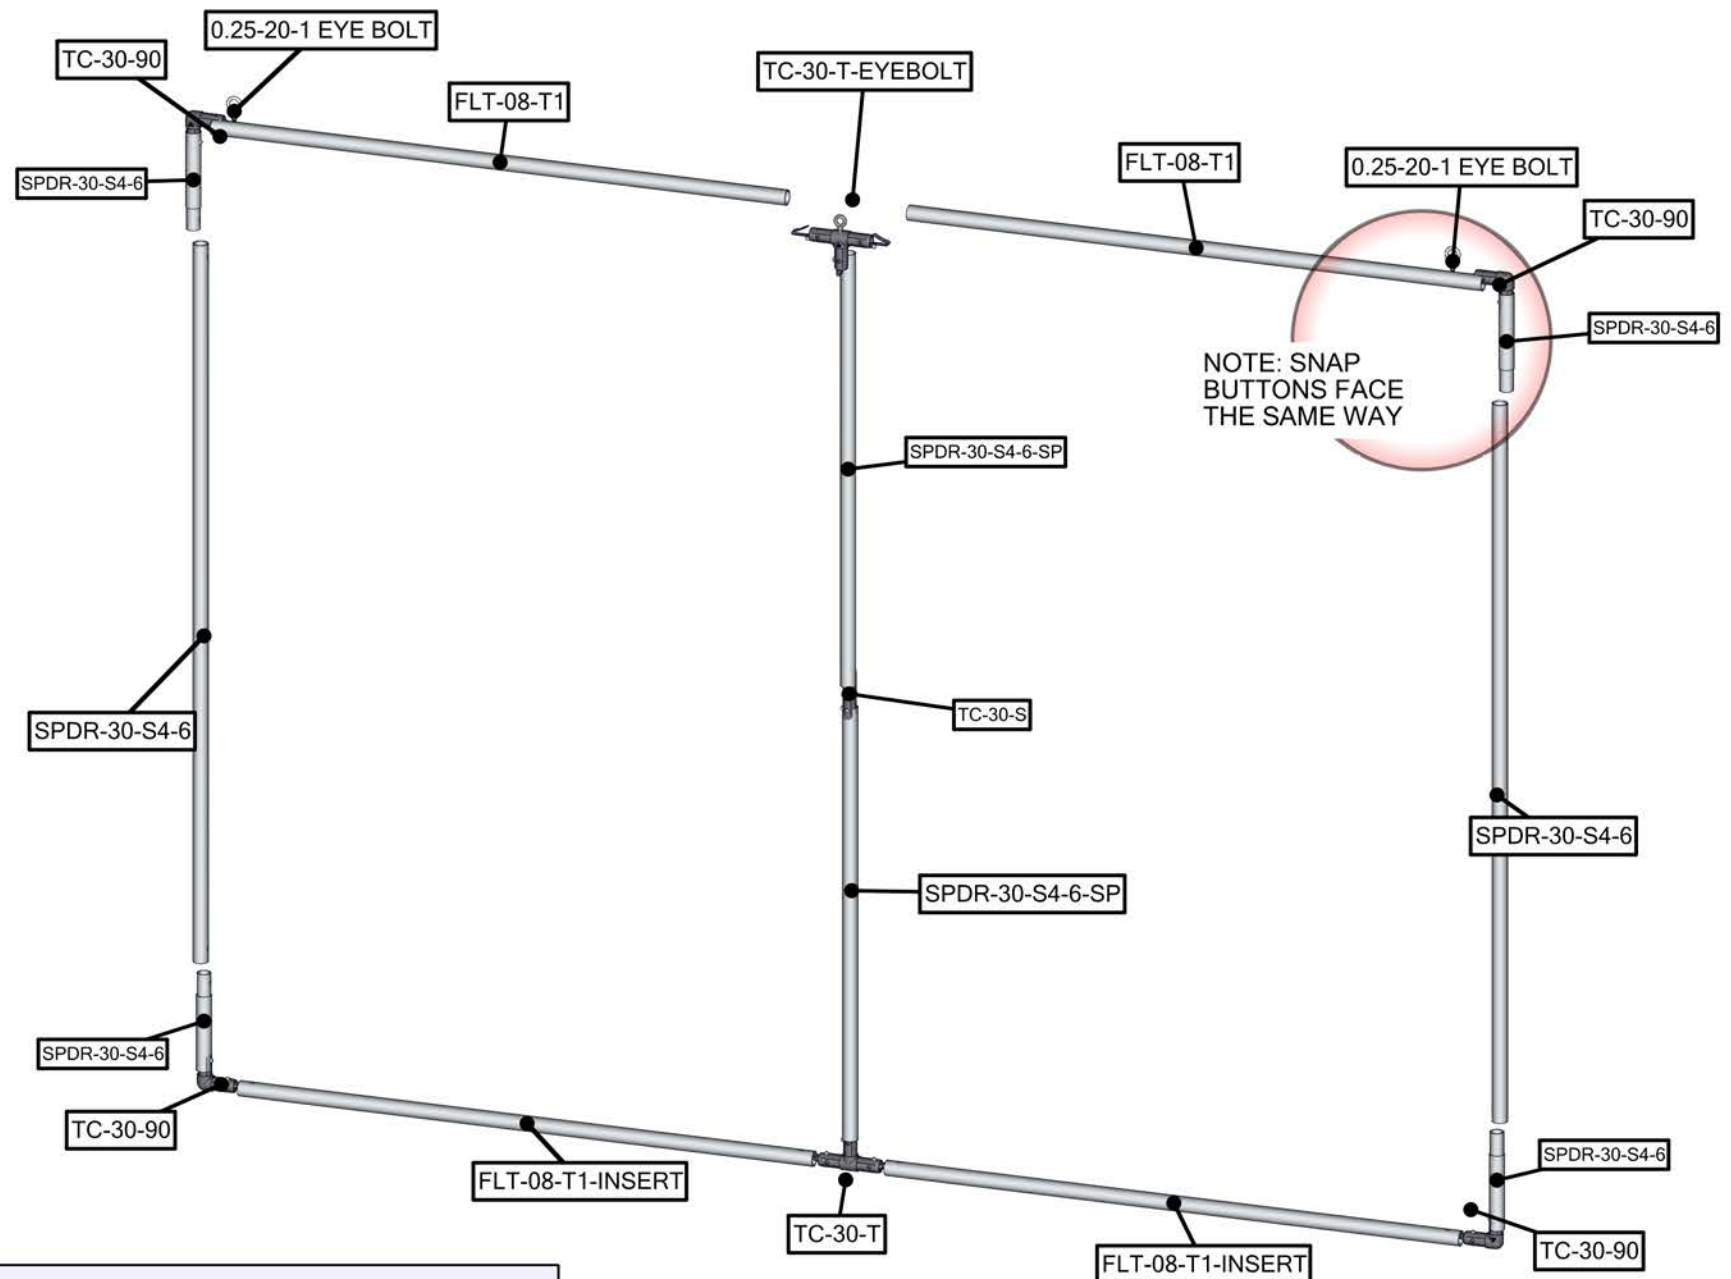 0.25-20-1 EYE BOLT
TC-30-90
TC-30-T-EYEBOLT
FLT-08-T1
FLT-08-T1
0.25-20-1 EYE BOLT
SPDR-30-S4-6
TC-30-90
SPDR-30-S4-6
NOTE: SNAP
BUTTONS FACE
THE SAME WAY
SPDR-30-S4-6-SP
SPDR-30-S4-6
TC-30-S
SPDR-30-S4-6
SPDR-30-S4-6-SP
SPDR-30-S4-6
TC-30-90
SPDR-30-S4-6
FLT-08-T1-INSERT
TC-30-T
TC-30-90
FLT-08-T1-INSERT